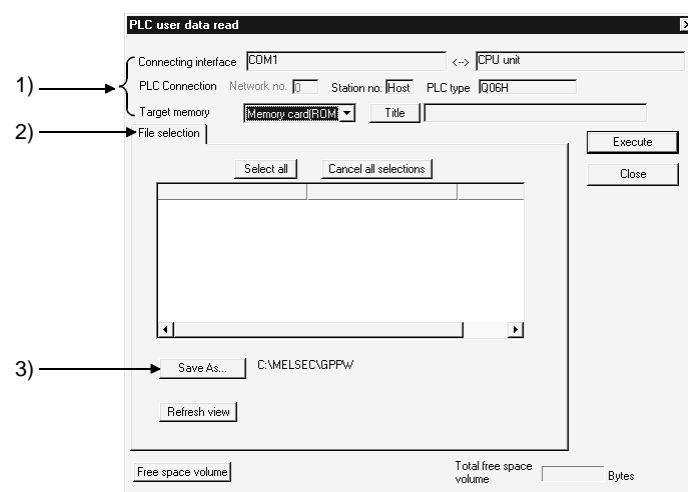 PLC user data read
Connecting interface COM1 <--> CPU unit
1) PLC Connection Network no. 0 Station no. Host PLC type Q06H
Target memory Memory card(ROM Title
2) File selection
Execute
Select all Cancel all selections
Close
3) Save As... C:\MELSEC\GPPW
Refresh view
Free space volume Total free space volume Bytes